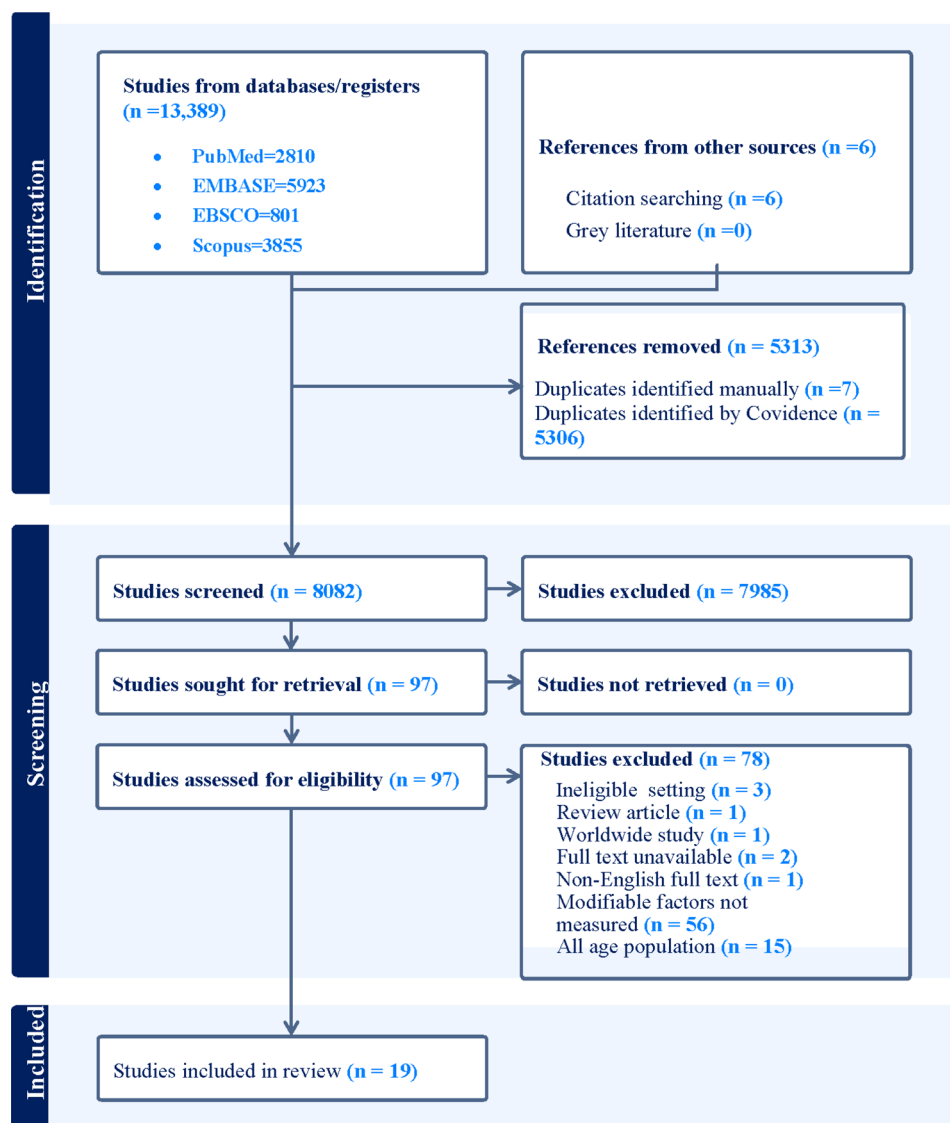 Identification
Studies from databases/registers
(n =13,389)
• PubMed=2810
• EMBASE=5923
• EBSCO=801
• Scopus=3855
References from other sources (n =6)
Citation searching (n =6)
Grey literature (n =0)
References removed (n = 5313)
Duplicates identified manually (n =7)
Duplicates identified by Covidence (n =
5306)
Screening
Studies screened (n = 8082)
Studies excluded (n = 7985)
Studies sought for retrieval (n = 97)
Studies not retrieved (n = 0)
Studies assessed for eligibility (n = 97)
Studies excluded (n = 78)
Ineligible  setting (n = 3)
Review article (n = 1)
Worldwide study (n = 1)
Full text unavailable (n = 2)
Non-English full text (n = 1)
Modifiable factors not
measured (n = 56)
All age population (n = 15)
Included
Studies included in review (n = 19)